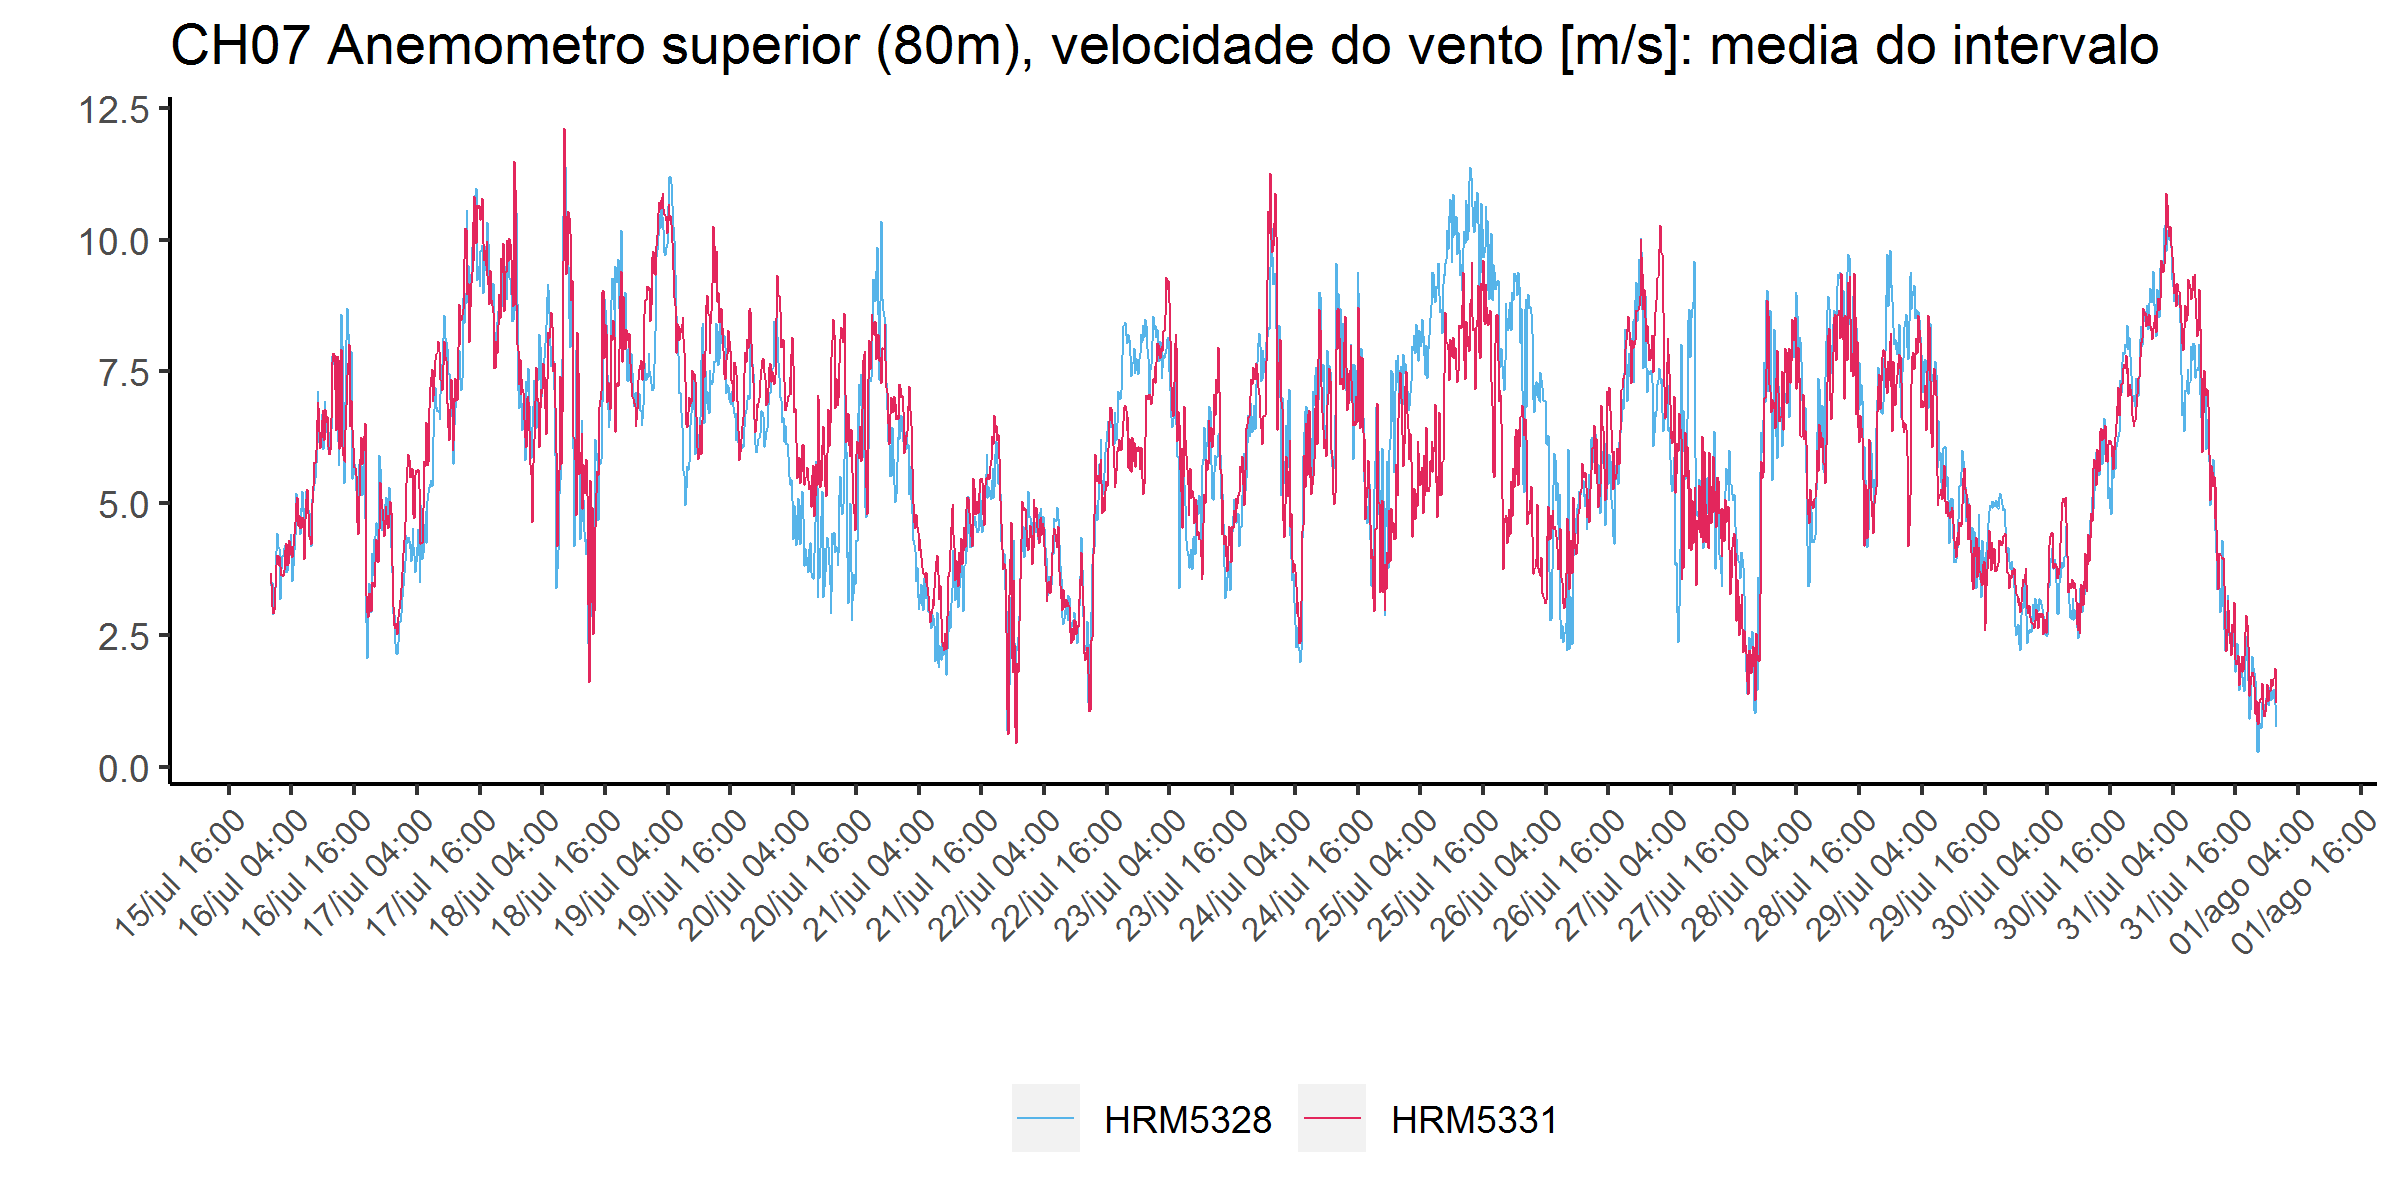 CH07 Anemometro superior (80m), velocidade do vento [m/s]: media do intervalo
12.5
10.0
7.5
5.0
2.5
0.0
15/jul 16:00
16/jul 04:00
16/jul 16:00
17/jul 04:00
17/jul 16:00
18/jul 04:00
18/jul 16:00
19/jul 04:00
19/jul 16:00
20/jul 04:00
20/jul 16:00
21/jul 04:00
21/jul 16:00
22/jul 04:00
22/jul 16:00
23/jul 04:00
23/jul 16:00
24/jul 04:00
24/jul 16:00
25/jul 04:00
25/jul 16:00
26/jul 04:00
26/jul 16:00
27/jul 04:00
27/jul 16:00
28/jul 04:00
28/jul 16:00
29/jul 04:00
29/jul 16:00
30/jul 04:00
30/jul 16:00
31/jul 04:00
31/jul 16:00
01/ago 04:00
01/ago 16:00
HRM5328
HRM5331